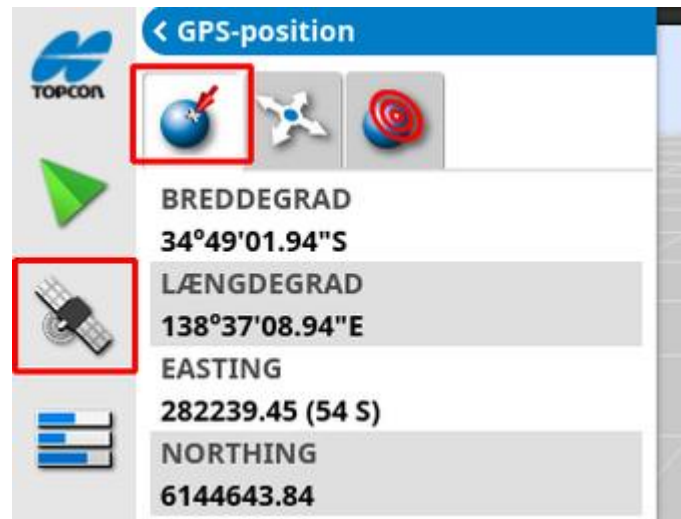 TOPCON
< GPS-position
BREDDEGRAD
34°49'01.94"S
LÆNGDEGRAD
138°37'08.94"E
EASTING
282239.45 (54 S)
NORTHING
6144643.84